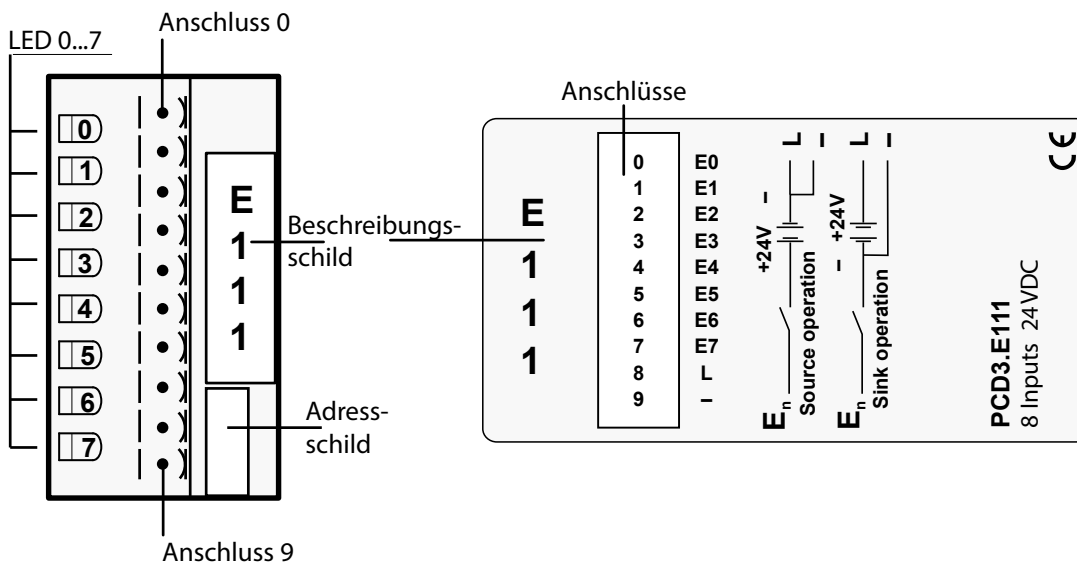 Anschluss 0
LED 0...7
0
1
2
3
4
5
6
7
E
1
1
1
Beschreibungs-
schild
Adress-
schild
Anschluss 9
Anschlüsse
E
1
1
1
0 E0
1 E1
2 E2
3 E3
4 E4
5 E5
6 E6
7 E7
8 L
9 –
L –
+24V –
En
Source operation
L –
– +24V
En
Sink operation
PCD3.E111
8 Inputs 24 VDC
CE